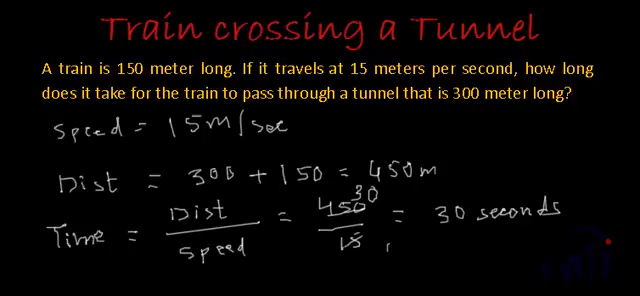 Train crossing a Tunnel
A train is 150 meter long. If it travels at 15 meters per second, how long
does it take for the train to pass through a tunnel that is 300 meter long?
Speed = 15m/sec
Dist = 300 + 150 = 450m
30
Time = Dist = 450 = 30 seconds
Speed 15